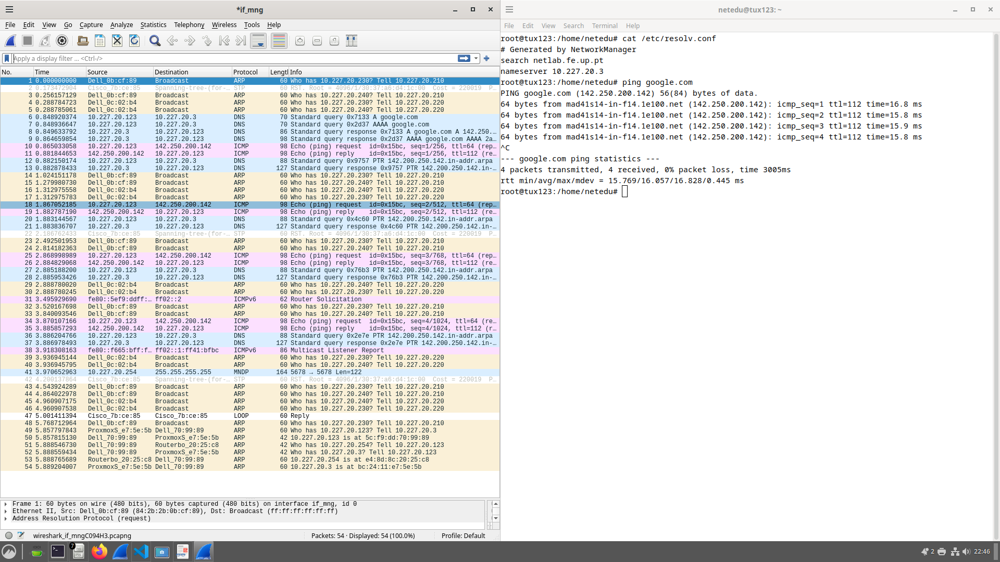 *if_mng
File Edit View Go Capture Analyze Statistics Telephony Wireless Tools Help
Apply a display filter ... <Ctrl-/>
No. Time Source Destination Protocol Lengtl Info
1 0.000000000 Dell_0b:cf:89 Broadcast ARP 60 Who has 10.227.20.230? Tell 10.227.20.210
2 0.173472904 Cisco_7b:ce:85 Spanning-tree-(for-… STP 60 RST. Root = 4096/1/30:37:a6:d4:1c:00 Cost = 220019 P…
3 0.256157129 Dell_0b:cf:89 Broadcast ARP 60 Who has 10.227.20.240? Tell 10.227.20.210
4 0.288784723 Dell_0c:02:b4 Broadcast ARP 60 Who has 10.227.20.240? Tell 10.227.20.220
5 0.288785061 Dell_0c:02:b4 Broadcast ARP 60 Who has 10.227.20.240? Tell 10.227.20.220
6 0.848920374 10.227.20.123 10.227.20.3 DNS 70 Standard query 0x7133 A google.com
7 0.848936647 10.227.20.123 10.227.20.3 DNS 70 Standard query 0x2d37 AAAA google.com
8 0.849633792 10.227.20.3 10.227.20.123 DNS 86 Standard query response 0x7133 A google.com A 142.250.…
9 0.864659854 10.227.20.3 10.227.20.123 DNS 98 Standard query response 0x2d37 AAAA google.com AAAA 2a…
10 0.865033058 10.227.20.123 142.250.200.142 ICMP 98 Echo (ping) request id=0x15bc, seq=1/256, ttl=64 (rep…
11 0.881844653 142.250.200.142 10.227.20.123 ICMP 98 Echo (ping) reply id=0x15bc, seq=1/256, ttl=112 (re…
12 0.882150174 10.227.20.123 10.227.20.3 DNS 88 Standard query 0x9757 PTR 142.200.250.142.in-addr.arpa
13 0.882878433 10.227.20.3 10.227.20.123 DNS 127 Standard query response 0x9757 PTR 142.200.250.142.in-…
14 1.024151178 Dell_0b:cf:89 Broadcast ARP 60 Who has 10.227.20.230? Tell 10.227.20.210
15 1.279980730 Dell_0b:cf:89 Broadcast ARP 60 Who has 10.227.20.240? Tell 10.227.20.210
16 1.312975558 Dell_0c:02:b4 Broadcast ARP 60 Who has 10.227.20.240? Tell 10.227.20.220
17 1.312975783 Dell_0c:02:b4 Broadcast ARP 60 Who has 10.227.20.240? Tell 10.227.20.220
18 1.867052185 10.227.20.123 142.250.200.142 ICMP 98 Echo (ping) request id=0x15bc, seq=2/512, ttl=64 (rep…
19 1.882787190 142.250.200.142 10.227.20.123 ICMP 98 Echo (ping) reply id=0x15bc, seq=2/512, ttl=112 (re…
20 1.883144567 10.227.20.123 10.227.20.3 DNS 88 Standard query 0x4c60 PTR 142.200.250.142.in-addr.arpa
21 1.883836707 10.227.20.3 10.227.20.123 DNS 127 Standard query response 0x4c60 PTR 142.200.250.142.in-…
22 2.186762433 Cisco_7b:ce:85 Spanning-tree-(for-… STP 60 RST. Root = 4096/1/30:37:a6:d4:1c:00 Cost = 220019 P…
23 2.492501953 Dell_0b:cf:89 Broadcast ARP 60 Who has 10.227.20.230? Tell 10.227.20.210
24 2.814182363 Dell_0b:cf:89 Broadcast ARP 60 Who has 10.227.20.240? Tell 10.227.20.210
25 2.868998989 10.227.20.123 142.250.200.142 ICMP 98 Echo (ping) request id=0x15bc, seq=3/768, ttl=64 (rep…
26 2.884829068 142.250.200.142 10.227.20.123 ICMP 98 Echo (ping) reply id=0x15bc, seq=3/768, ttl=112 (re…
27 2.885188200 10.227.20.123 10.227.20.3 DNS 88 Standard query 0x76b3 PTR 142.200.250.142.in-addr.arpa
28 2.885953426 10.227.20.3 10.227.20.123 DNS 127 Standard query response 0x76b3 PTR 142.200.250.142.in-…
29 2.888780020 Dell_0c:02:b4 Broadcast ARP 60 Who has 10.227.20.240? Tell 10.227.20.220
30 2.888780245 Dell_0c:02:b4 Broadcast ARP 60 Who has 10.227.20.240? Tell 10.227.20.220
31 3.495929690 fe80::5ef9:ddff:… ff02::2 ICMPv6 62 Router Solicitation
32 3.520167698 Dell_0b:cf:89 Broadcast ARP 60 Who has 10.227.20.230? Tell 10.227.20.210
33 3.840093546 Dell_0b:cf:89 Broadcast ARP 60 Who has 10.227.20.240? Tell 10.227.20.210
34 3.870107166 10.227.20.123 142.250.200.142 ICMP 98 Echo (ping) request id=0x15bc, seq=4/1024, ttl=64 (re…
35 3.885857293 142.250.200.142 10.227.20.123 ICMP 98 Echo (ping) reply id=0x15bc, seq=4/1024, ttl=112 (r…
36 3.886204766 10.227.20.123 10.227.20.3 DNS 88 Standard query 0x2e7e PTR 142.200.250.142.in-addr.arpa
37 3.886978493 10.227.20.3 10.227.20.123 DNS 127 Standard query response 0x2e7e PTR 142.200.250.142.in-…
38 3.918308163 fe80::f665:bff:f… ff02::1:ff41:bfbc ICMPv6 86 Multicast Listener Report
39 3.936945144 Dell_0c:02:b4 Broadcast ARP 60 Who has 10.227.20.240? Tell 10.227.20.220
40 3.936945795 Dell_0c:02:b4 Broadcast ARP 60 Who has 10.227.20.240? Tell 10.227.20.220
41 3.970652963 10.227.20.254 255.255.255.255 MNDP 164 5678 → 5678 Len=122
42 4.200137864 Cisco_7b:ce:85 Spanning-tree-(for-… STP 60 RST. Root = 4096/1/30:37:a6:d4:1c:00 Cost = 220019 P…
43 4.543924289 Dell_0b:cf:89 Broadcast ARP 60 Who has 10.227.20.230? Tell 10.227.20.210
44 4.864022978 Dell_0b:cf:89 Broadcast ARP 60 Who has 10.227.20.240? Tell 10.227.20.210
45 4.960907175 Dell_0c:02:b4 Broadcast ARP 60 Who has 10.227.20.240? Tell 10.227.20.220
46 4.960907538 Dell_0c:02:b4 Broadcast ARP 60 Who has 10.227.20.240? Tell 10.227.20.220
47 5.001411394 Cisco_7b:ce:85 Cisco_7b:ce:85 LOOP 60 Reply
48 5.768712964 Dell_0b:cf:89 Broadcast ARP 60 Who has 10.227.20.230? Tell 10.227.20.210
49 5.857797843 ProxmoxS_e7:5e:5b Dell_70:99:89 ARP 60 Who has 10.227.20.123? Tell 10.227.20.3
50 5.857815130 Dell_70:99:89 ProxmoxS_e7:5e:5b ARP 42 10.227.20.123 is at 5c:f9:dd:70:99:89
51 5.888546730 Dell_70:99:89 Routerbo_20:25:c8 ARP 42 Who has 10.227.20.254? Tell 10.227.20.123
52 5.888559434 Dell_70:99:89 ProxmoxS_e7:5e:5b ARP 42 Who has 10.227.20.3? Tell 10.227.20.123
53 5.888765689 Routerbo_20:25:c8 Dell_70:99:89 ARP 60 10.227.20.254 is at e4:8d:8c:20:25:c8
54 5.889204007 ProxmoxS_e7:5e:5b Dell_70:99:89 ARP 60 10.227.20.3 is at bc:24:11:e7:5e:5b
Frame 1: 60 bytes on wire (480 bits), 60 bytes captured (480 bits) on interface if_mng, id 0
Ethernet II, Src: Dell_0b:cf:89 (84:2b:2b:0b:cf:89), Dst: Broadcast (ff:ff:ff:ff:ff:ff)
Address Resolution Protocol (request)
wireshark_if_mngC094H3.pcapng Packets: 54 · Displayed: 54 (100.0%) Profile: Default
netedu@tux123: ~
File Edit View Search Terminal Help
root@tux123:/home/netedu# cat /etc/resolv.conf
# Generated by NetworkManager
search netlab.fe.up.pt
nameserver 10.227.20.3
root@tux123:/home/netedu# ping google.com
PING google.com (142.250.200.142) 56(84) bytes of data.
64 bytes from mad41s14-in-f14.1e100.net (142.250.200.142): icmp_seq=1 ttl=112 time=16.8 ms
64 bytes from mad41s14-in-f14.1e100.net (142.250.200.142): icmp_seq=2 ttl=112 time=15.8 ms
64 bytes from mad41s14-in-f14.1e100.net (142.250.200.142): icmp_seq=3 ttl=112 time=15.9 ms
64 bytes from mad41s14-in-f14.1e100.net (142.250.200.142): icmp_seq=4 ttl=112 time=15.8 ms
^C
--- google.com ping statistics ---
4 packets transmitted, 4 received, 0% packet loss, time 3005ms
rtt min/avg/max/mdev = 15.769/16.057/16.828/0.445 ms
root@tux123:/home/netedu#
7
2 22:46